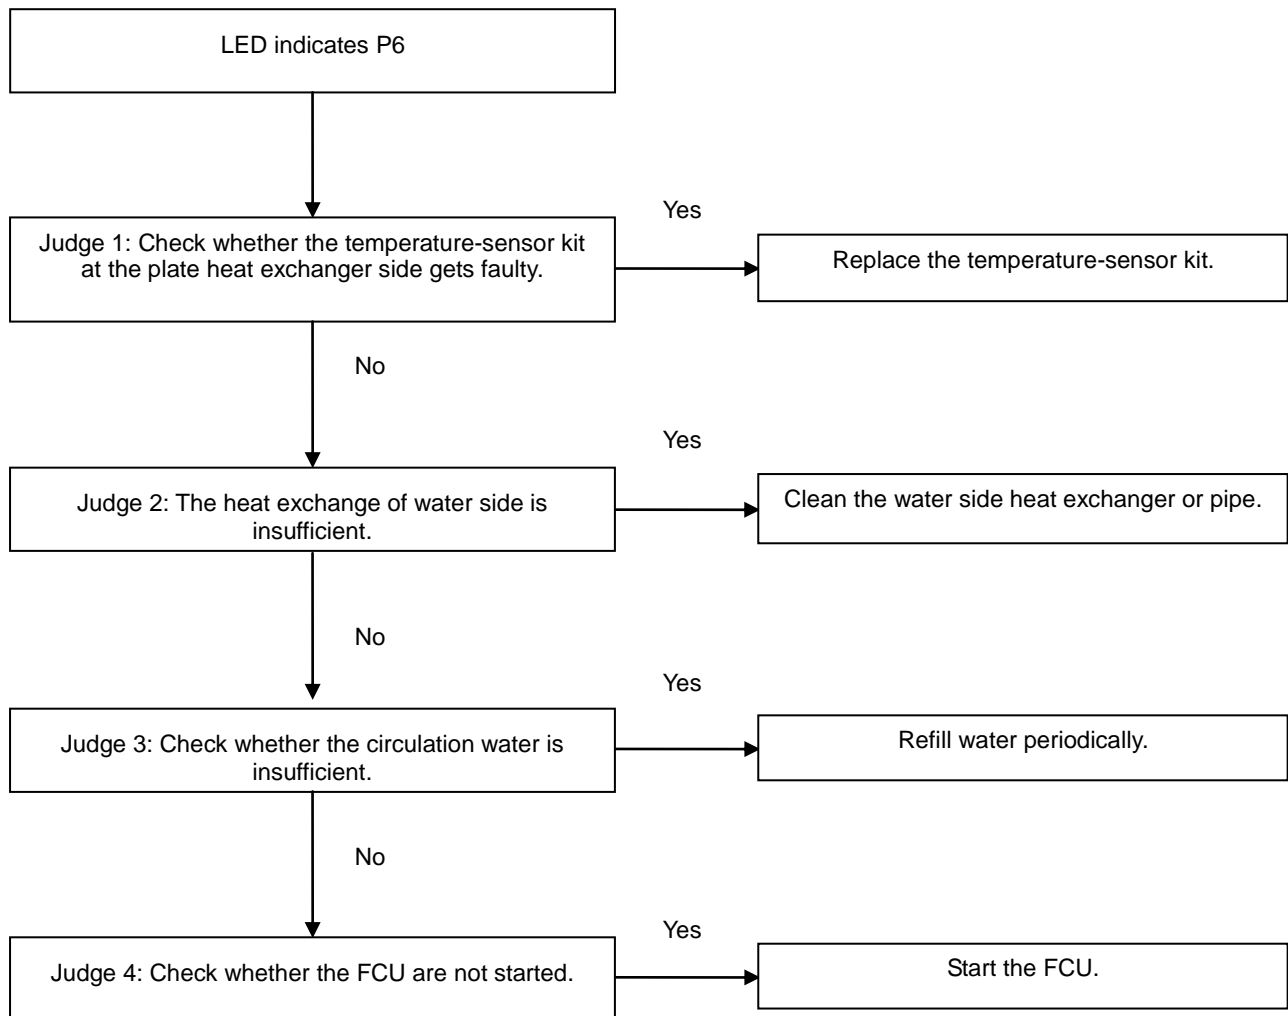 LED indicates P6
Yes
Judge 1: Check whether the temperature-sensor kit
at the plate heat exchanger side gets faulty.
Replace the temperature-sensor kit.
No
Yes
Judge 2: The heat exchange of water side is
insufficient.
Clean the water side heat exchanger or pipe.
No
Yes
Judge 3: Check whether the circulation water is
insufficient.
Refill water periodically.
No
Yes
Judge 4: Check whether the FCU are not started.
Start the FCU.